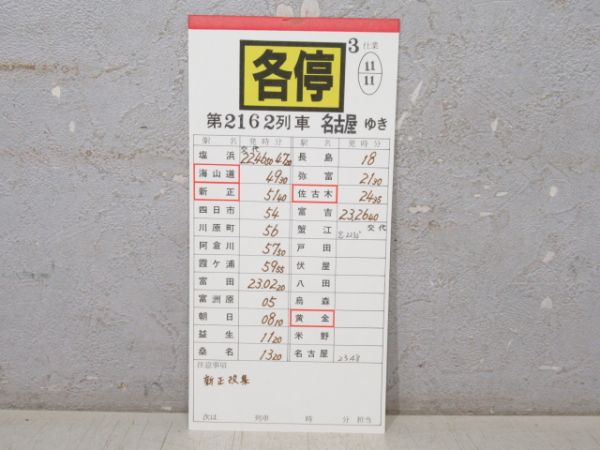 3 仕業
各停
11
11
第2162列車 名古屋 ゆき
駅名 発時分 駅名 発時分
交代
塩浜 22,46 50 47 20 長島 18
海山道 49 30 弥富 21 30
新正 51 40 佐古木 24 35
四日市 54 富吉 23,26 40
川原町 56 蟹江 交代
阿倉川 57 50 戸田
霞ヶ浦 59 55 伏屋
富田 23.02 20 八田
富洲原 05 烏森
朝日 08 10 黄金
益生 11 20 米野
桑名 13 20 名古屋 2348
注意事項
新正改集
次は 列車 時 分 担当